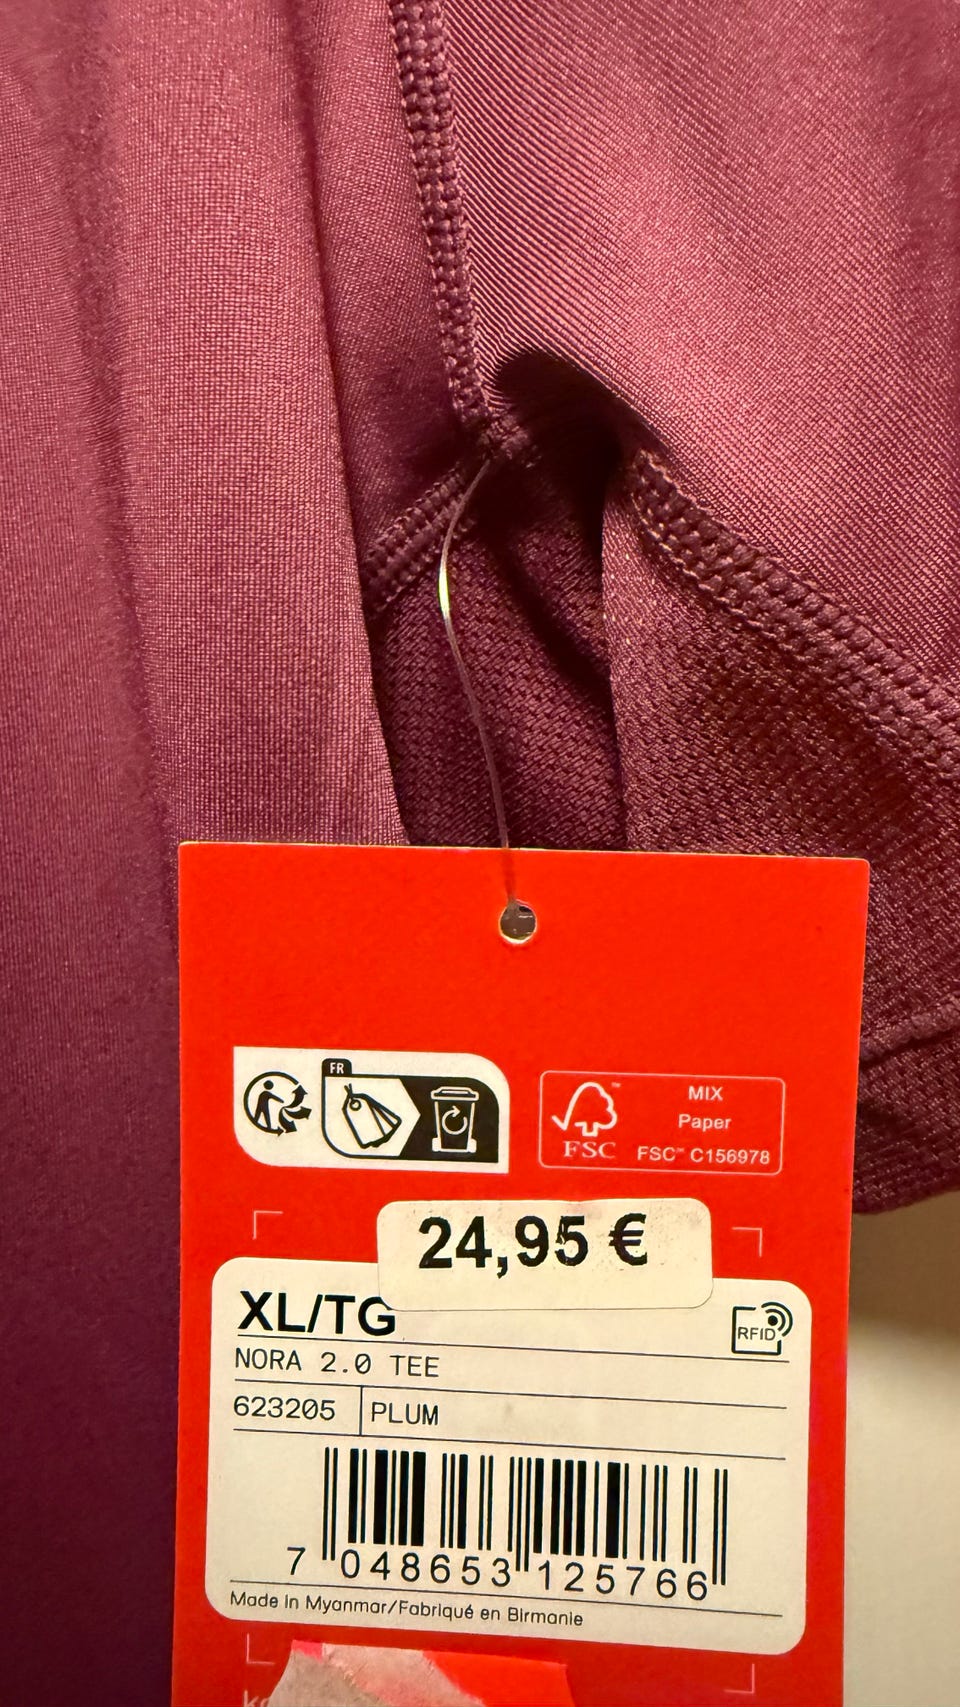 FR
FSC™
MIX
Paper
FSC™ C156978
24,95 €
XL/TG
RFID
NORA 2.0 TEE
623205 PLUM
7 048653 125766
Made in Myanmar/Fabriqué en Birmanie